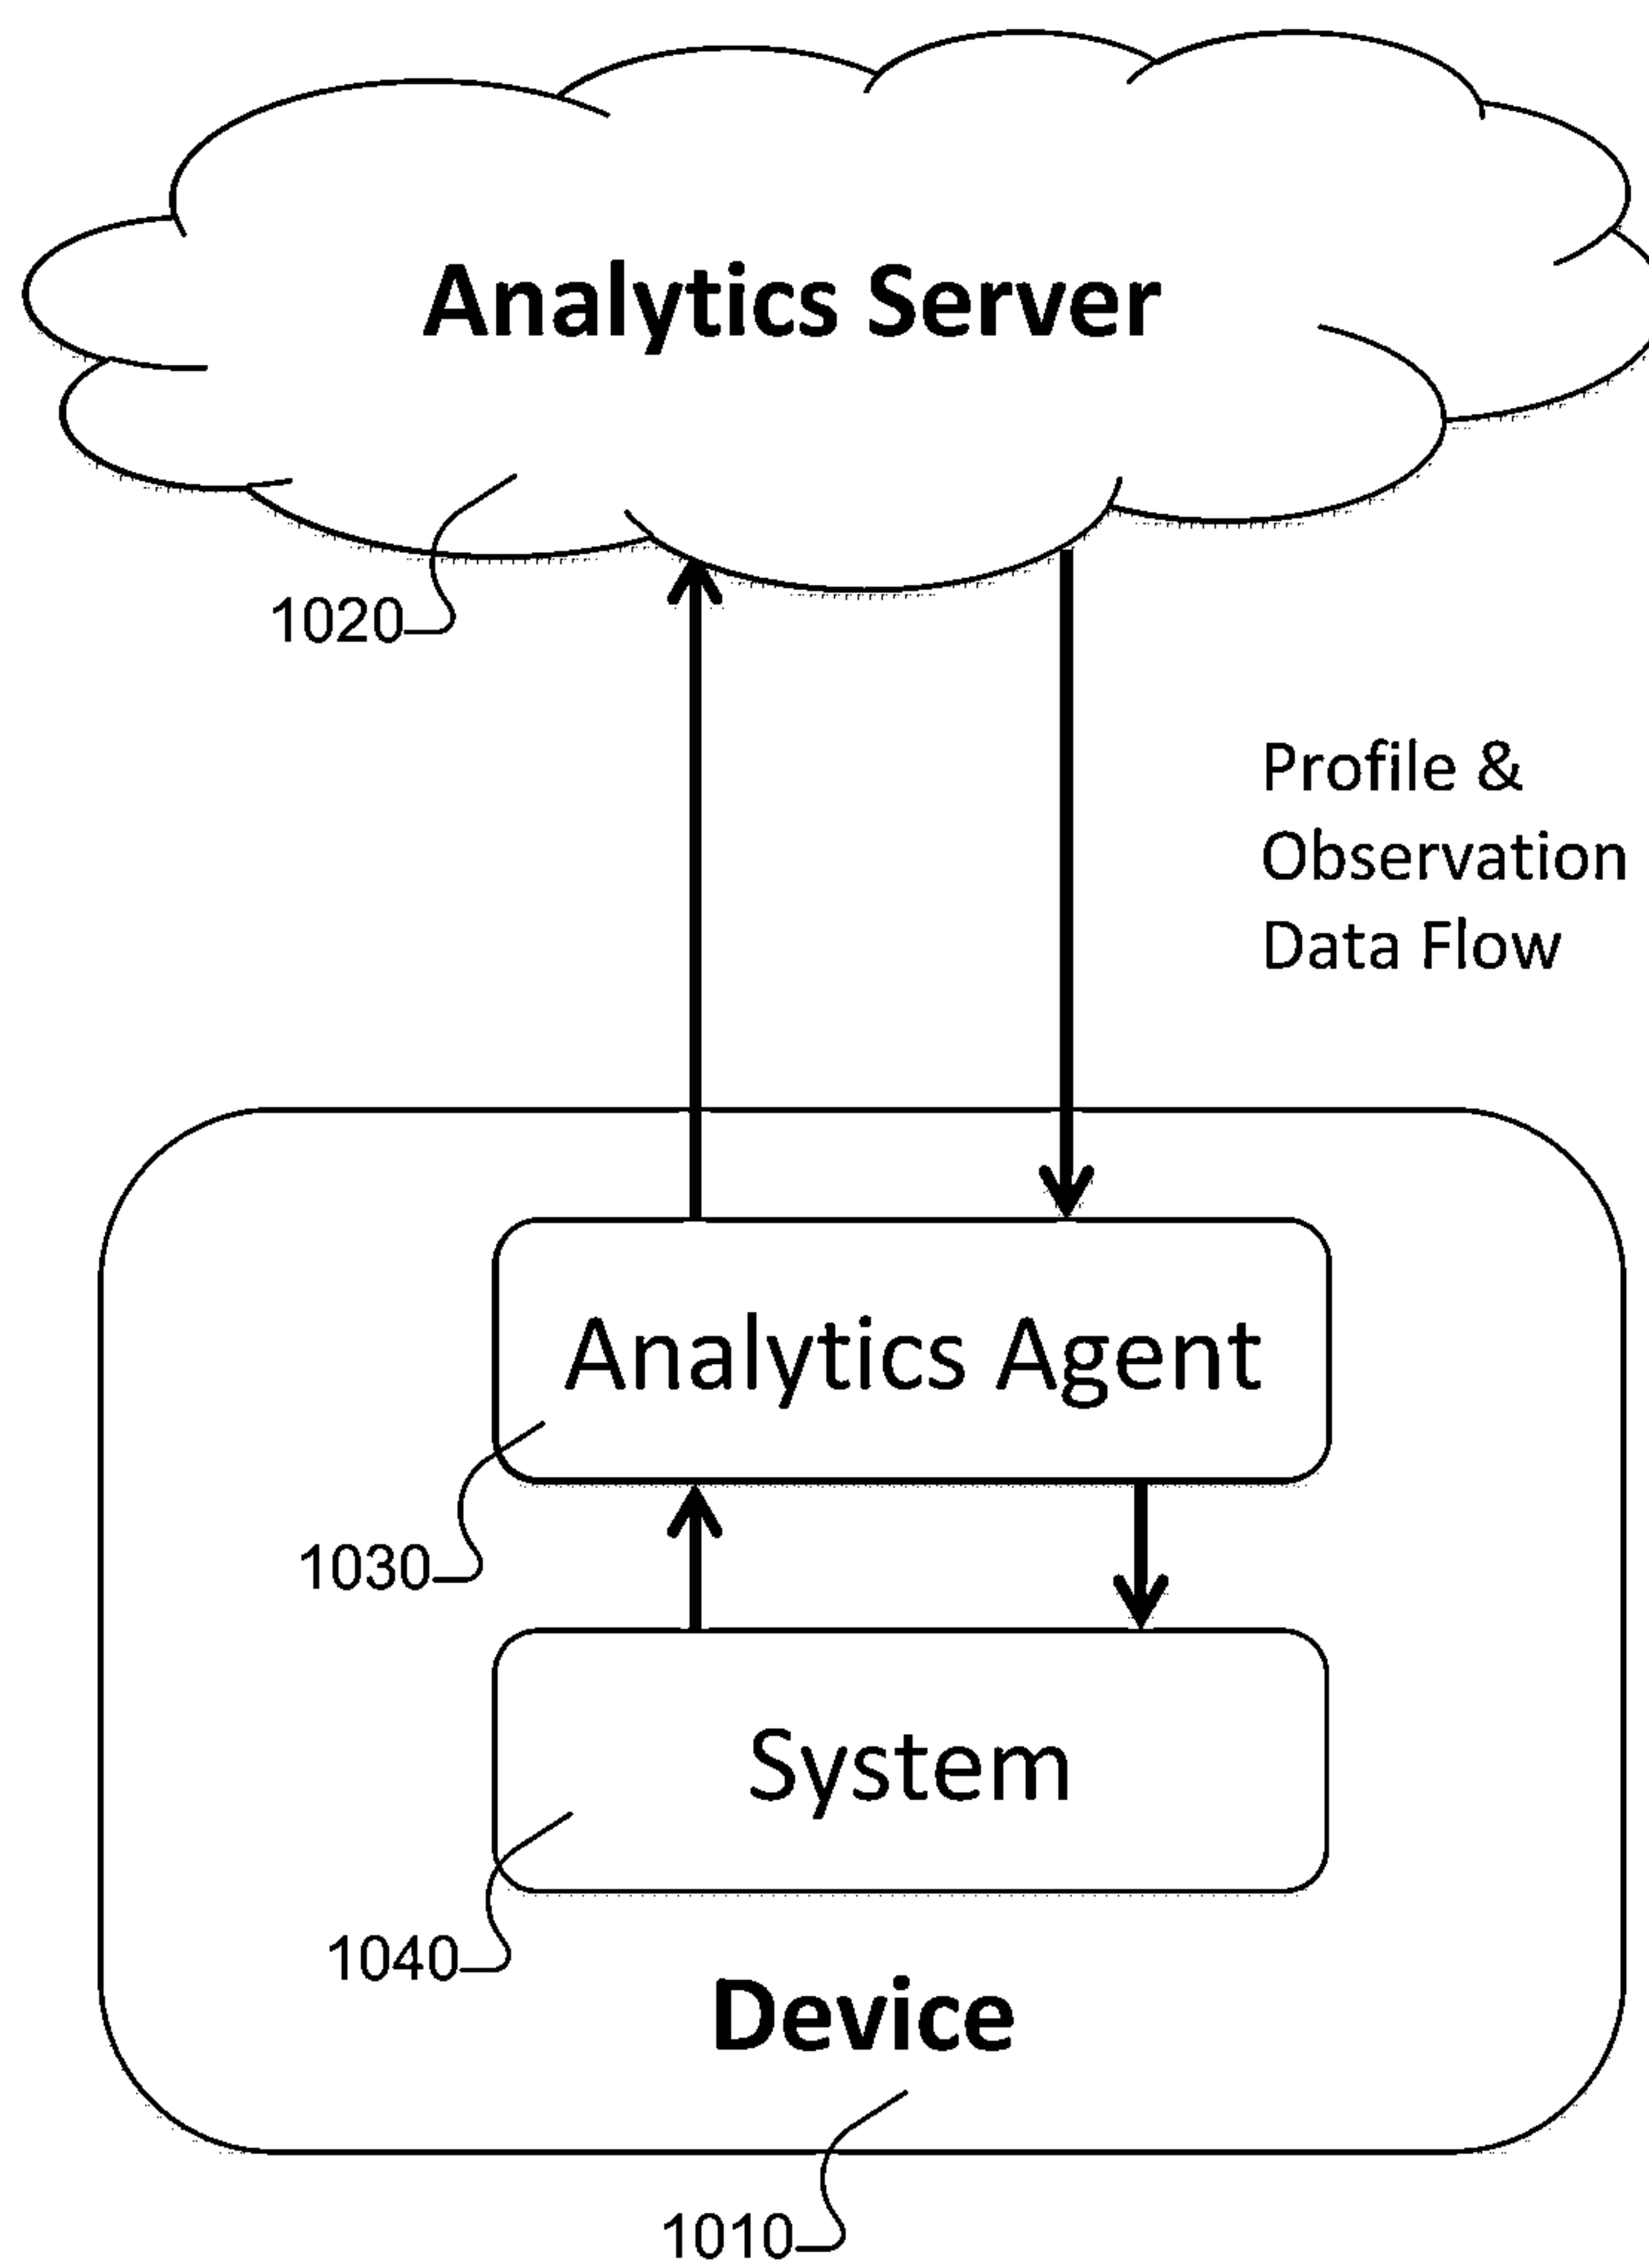 Analytics Server
1020
Profile &
Observation
Data Flow
Analytics Agent
1030
System
1040
Device
1010